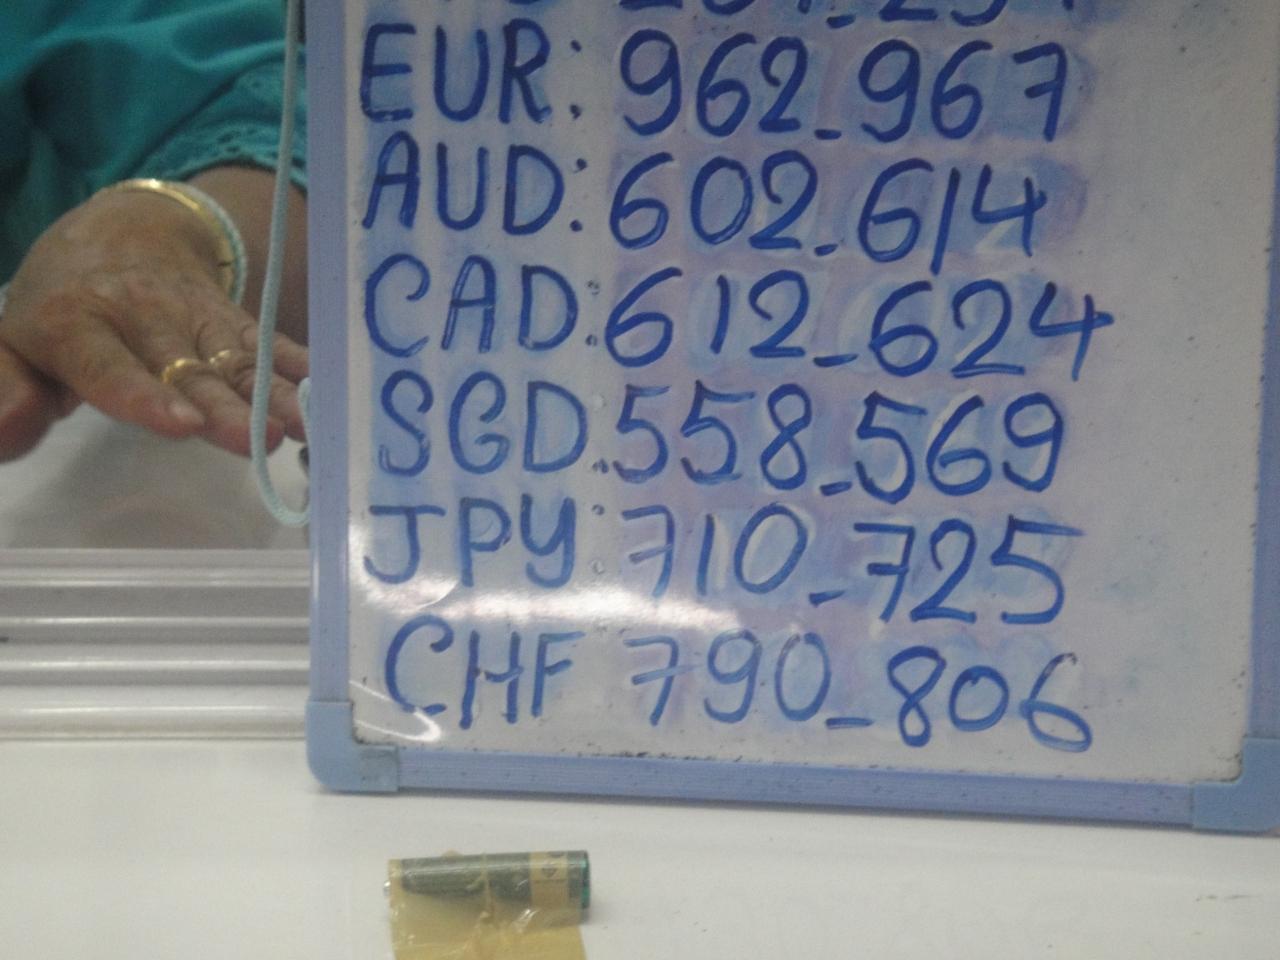 EUR: 962_967
AUD: 602_614
CAD: 612_624
SGD: 558_569
JPY: 710_725
CHF 790_806